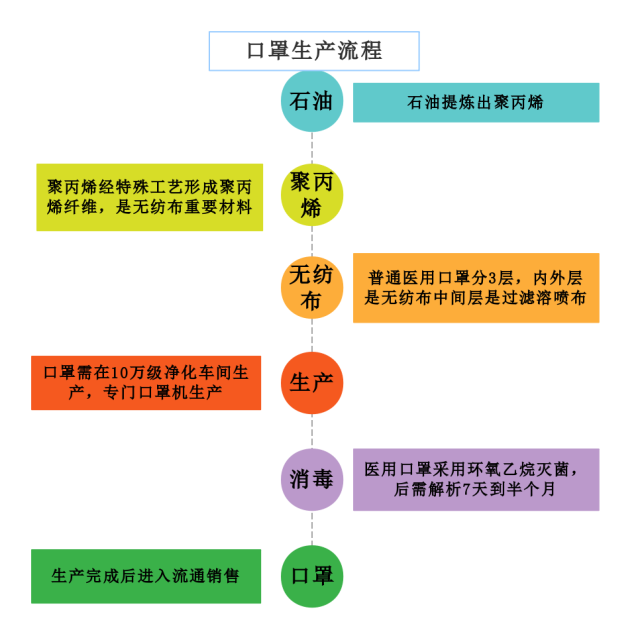 口罩生产流程
石油
石油提炼出聚丙烯
聚丙烯经特殊工艺形成聚丙
烯纤维，是无纺布重要材料
聚丙
烯
无纺
布
普通医用口罩分3层，内外层
是无纺布中间层是过滤溶喷布
口罩需在10万级净化车间生
产，专门口罩机生产
生产
消毒
医用口罩采用环氧乙烷灭菌，
后需解析7天到半个月
生产完成后进入流通销售
口罩